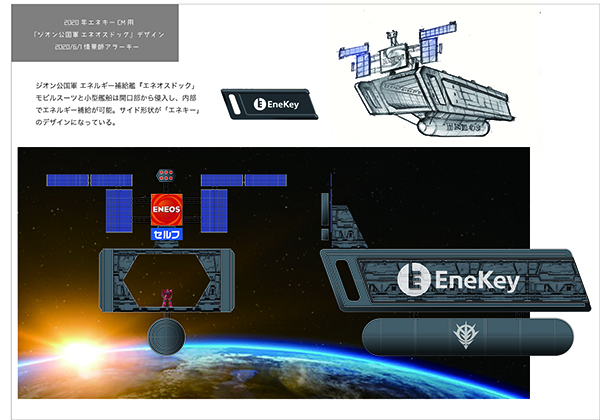 2020年エネキーCM用
「ジオン公国軍 エネオスドック」デザイン
2020/6/1 情景師アラーキー
ジオン公国軍 エネルギー補給艦「エネオスドック」
モビルスーツと小型艦船は開口部から侵入し、内部
でエネルギー補給が可能。サイド形状が「エネキー」
のデザインになっている。
EneKey
ENEOS
セルフ
EneKey